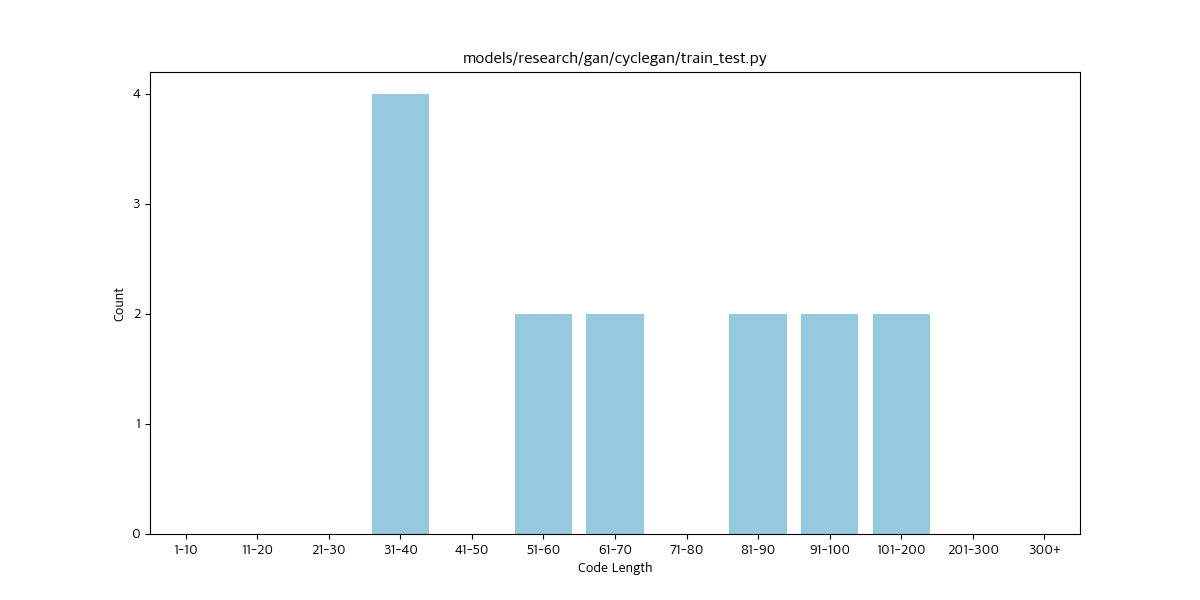 models/research/gan/cyclegan/train_test.py
4
3
2
1
0
Count
1-10 11-20 21-30 31-40 41-50 51-60 61-70 71-80 81-90 91-100 101-200 201-300 300+
Code Length